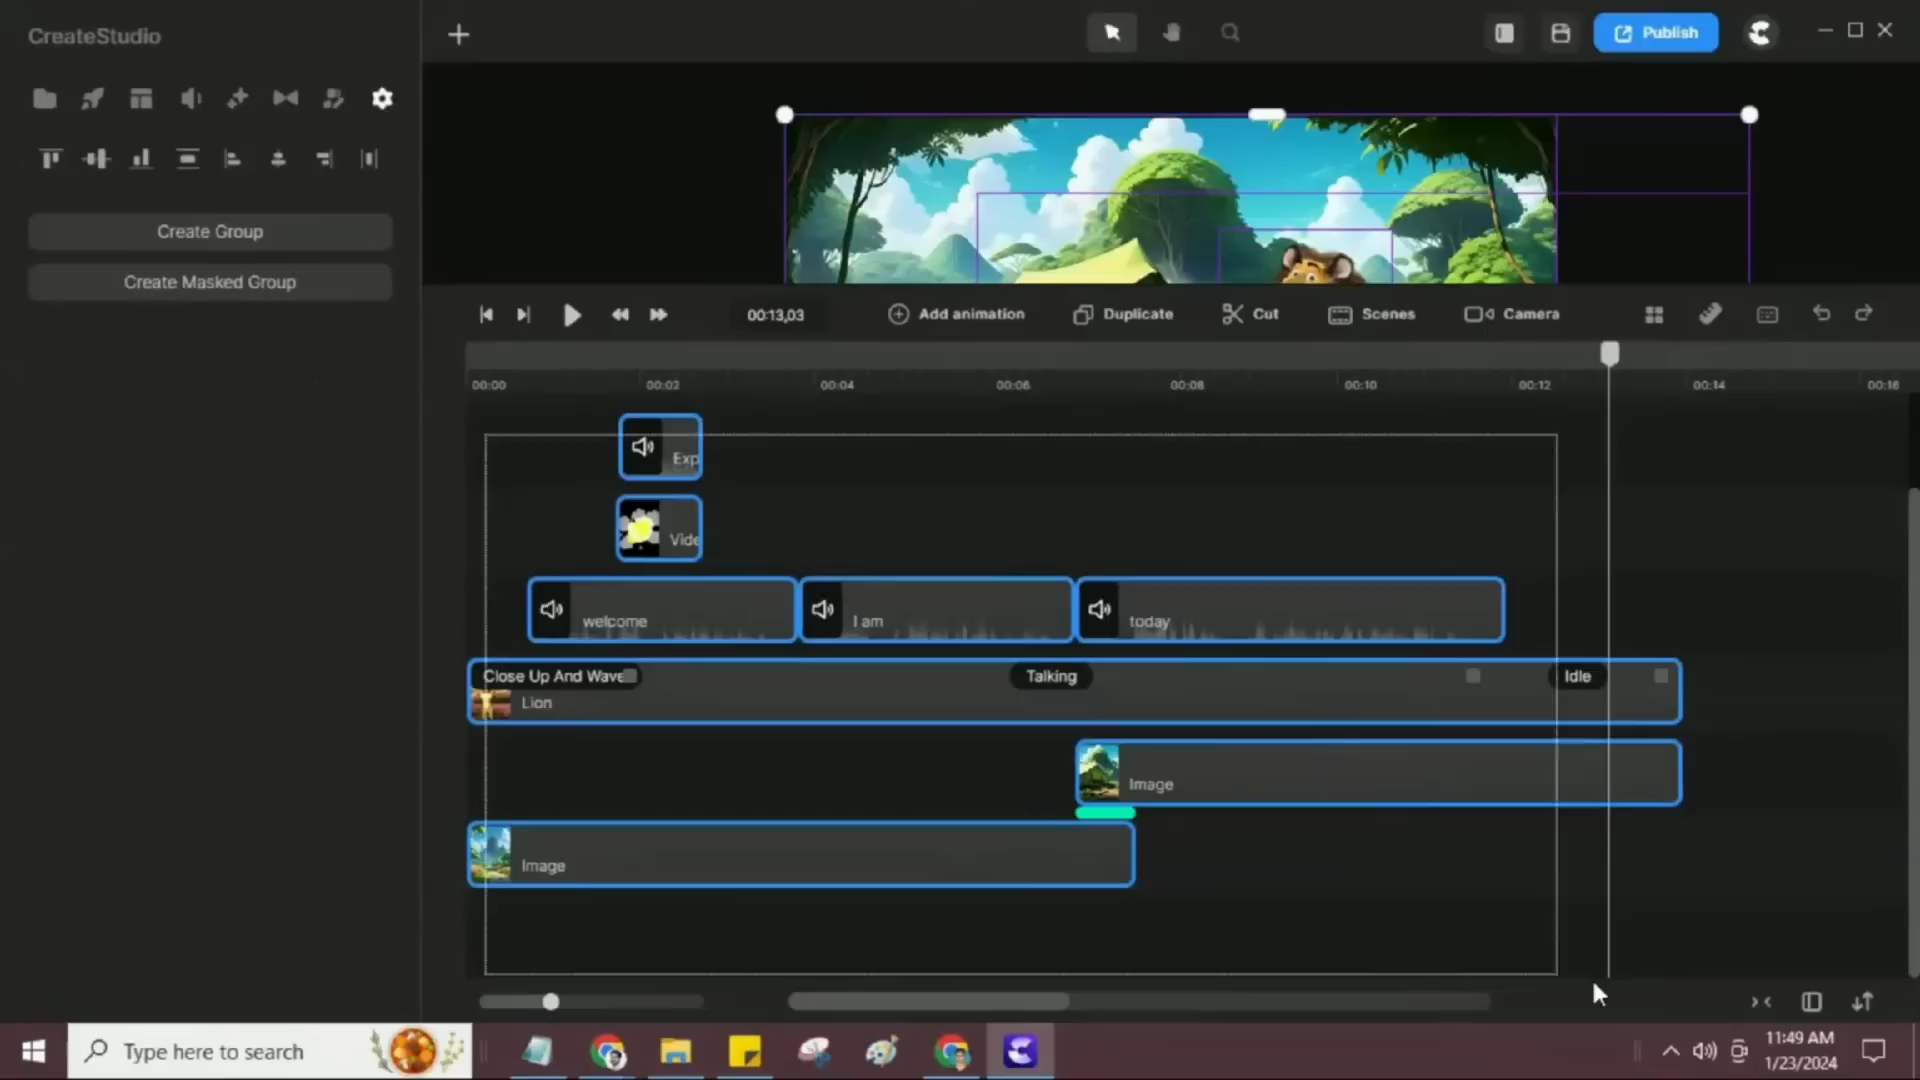 CreateStudio
Publish
Create Group
Create Masked Group
00:13,03
Add animation
Duplicate
Cut
Scenes
Camera
00:00
00:02
00:04
00:06
00:08
00:10
00:12
00:14
00:16
Exp
Vide
welcome
I am
today
Close Up And Wave
Talking
Idle
Lion
Image
Image
Type here to search
11:49 AM
1/23/2024